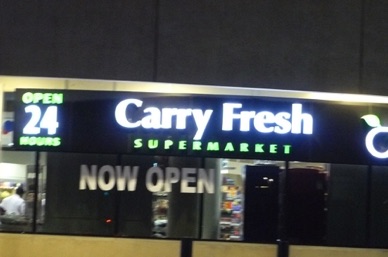 OPEN
24
HOURS
Carry Fresh
SUPERMARKET
NOW OPEN